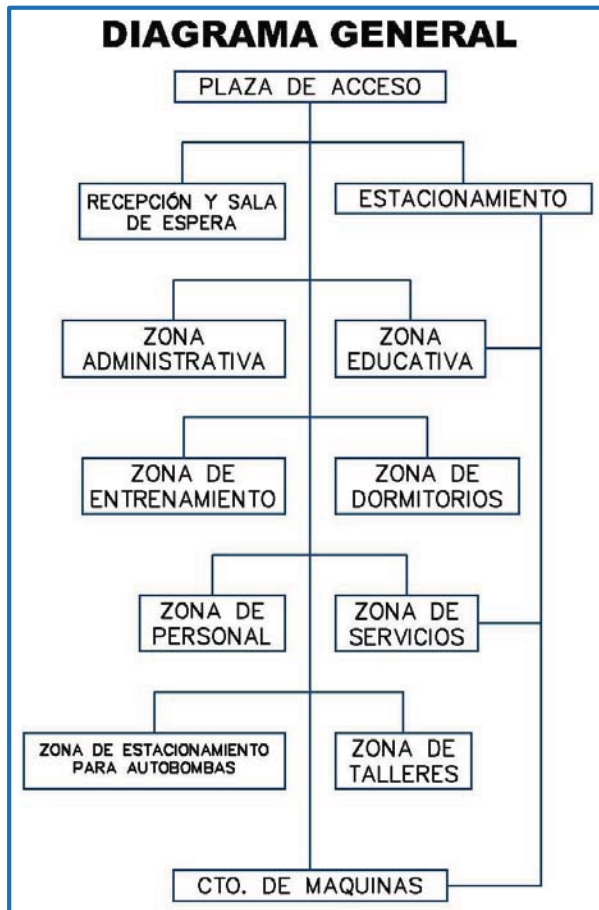 DIAGRAMA GENERAL
PLAZA DE ACCESO
RECEPCIÓN Y SALA
DE ESPERA
ESTACIONAMIENTO
ZONA
ADMINISTRATIVA
ZONA
EDUCATIVA
ZONA DE
ENTRENAMIENTO
ZONA DE
DORMITORIOS
ZONA DE
PERSONAL
ZONA DE
SERVICIOS
ZONA DE ESTACIONAMIENTO
PARA AUTOBOMBAS
ZONA DE
TALLERES
CTO. DE MAQUINAS